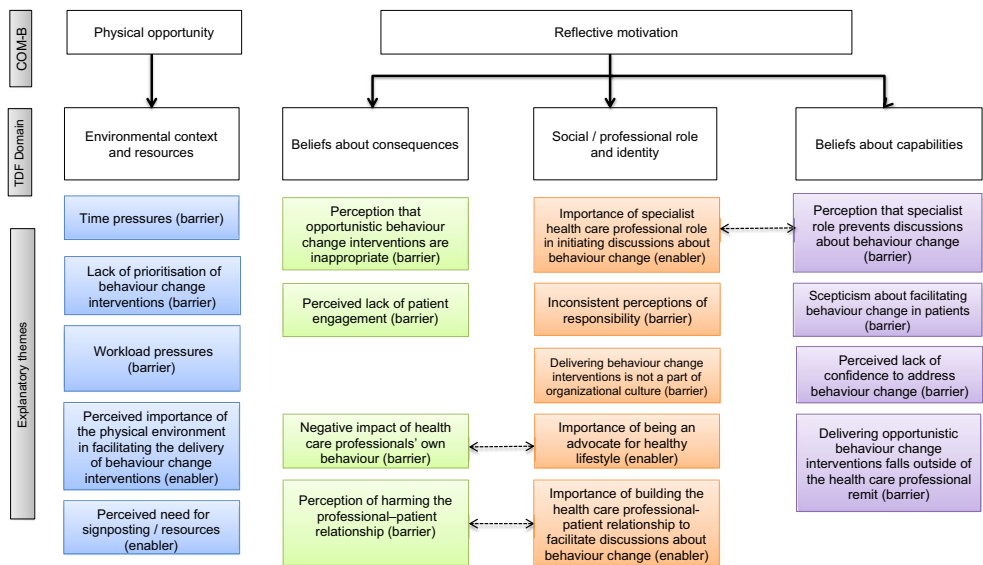 COM-B
Physical opportunity
Reflective motivation
TDF Domain
Environmental context
and resources
Beliefs about consequences
Social / professional role
and identity
Beliefs about capabilities
Explanatory themes
Time pressures (barrier)
Lack of prioritisation of
behaviour change
interventions (barrier)
Workload pressures
(barrier)
Perceived importance of
the physical environment
in facilitating the delivery
of behaviour change
interventions (enabler)
Perceived need for
signposting / resources
(enabler)
Perception that
opportunistic behaviour
change interventions are
inappropriate (barrier)
Perceived lack of patient
engagement (barrier)
Negative impact of health
care professionals' own
behaviour (barrier)
Perception of harming the
professional–patient
relationship (barrier)
Importance of specialist
health care professional role
in initiating discussions about
behaviour change (enabler)
Inconsistent perceptions of
responsibility (barrier)
Delivering behaviour change
interventions is not a part of
organizational culture (barrier)
Importance of being an
advocate for healthy
lifestyle (enabler)
Importance of building the
health care professional-
patient relationship to
facilitate discussions about
behaviour change (enabler)
Perception that specialist
role prevents discussions
about behaviour change
(barrier)
Scepticism about facilitating
behaviour change in patients
(barrier)
Perceived lack of
confidence to address
behaviour change (barrier)
Delivering opportunistic
behaviour change
interventions falls outside of
the health care professional
remit (barrier)